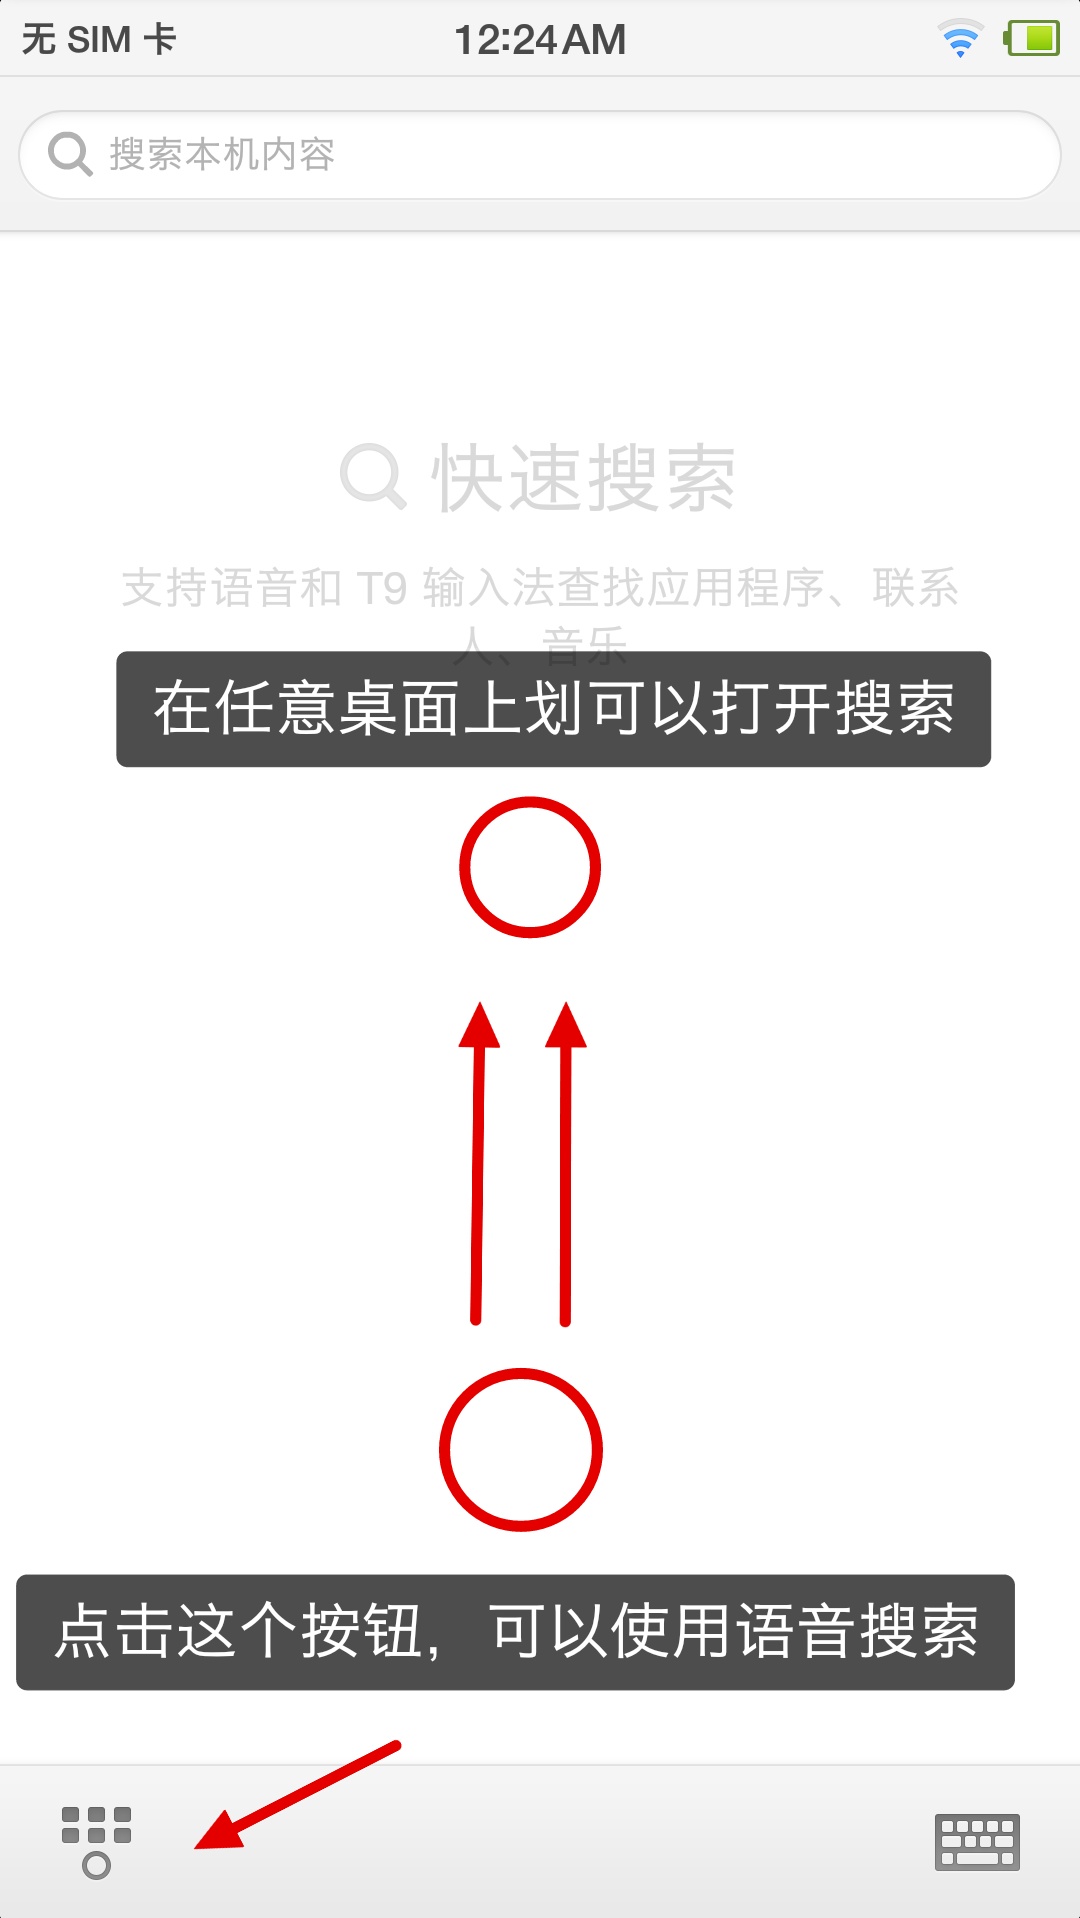 无 SIM 卡
12:24AM
搜索本机内容
快速搜索
支持语音和 T9 输入法查找应用程序、联系
人、音乐
在任意桌面上划可以打开搜索
点击这个按钮，可以使用语音搜索